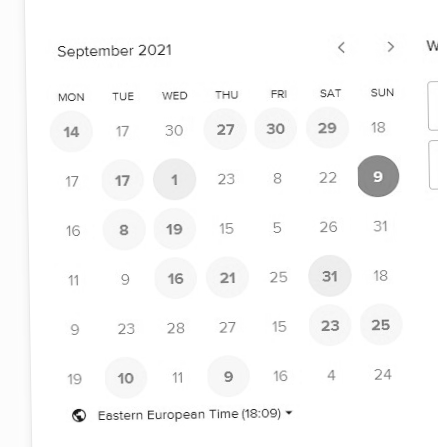 September 2021 < > W
MON TUE WED THU FRI SAT SUN
14 17 30 27 30 29 18
17 17 1 23 8 22 9
16 8 19 15 5 26 31
11 9 16 21 25 31 18
9 23 28 27 15 23 25
19 10 11 9 16 4 24
Eastern European Time (18:09)